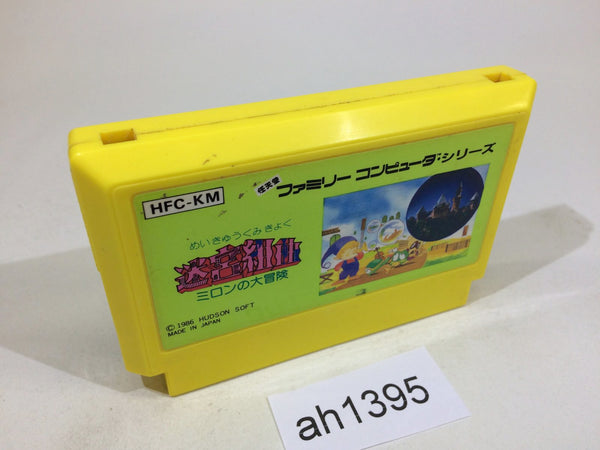 HFC-KM
任天堂
ファミリー コンピュータ・シリーズ
めいきゅうくみきょく
迷宮組曲
ミロンの大冒険
© 1986 HUDSON SOFT
MADE IN JAPAN
ah1395